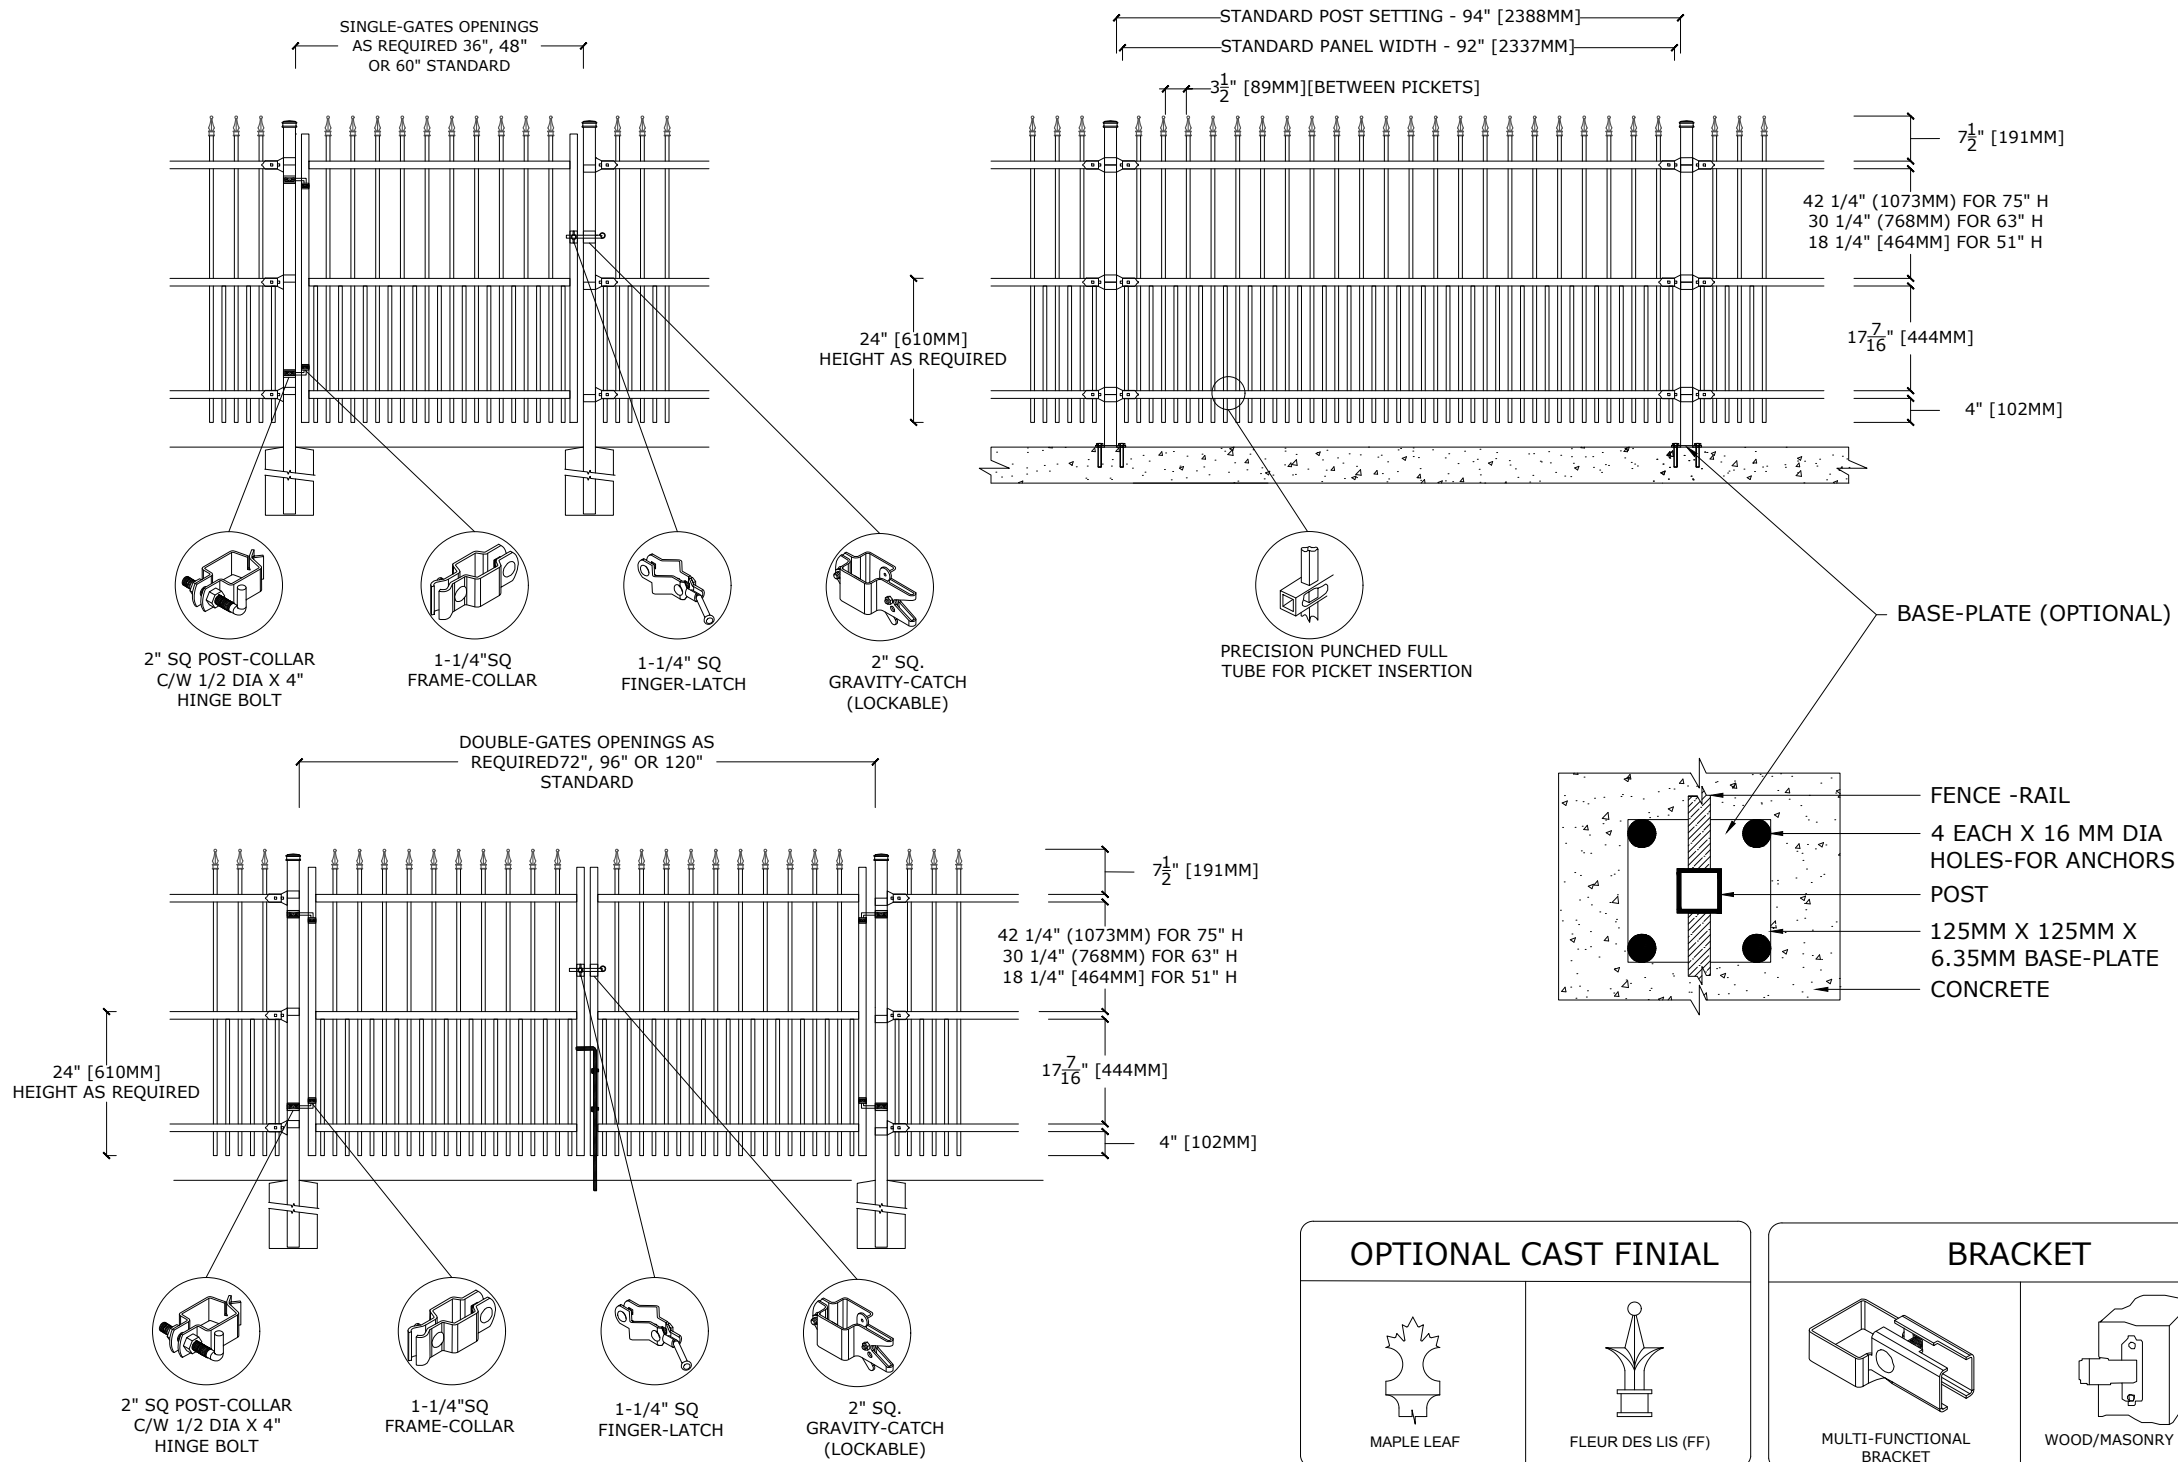 SINGLE-GATES OPENINGS
AS REQUIRED 36", 48"
OR 60" STANDARD
STANDARD POST SETTING - 94" [2388MM]
STANDARD PANEL WIDTH - 92" [2337MM]
3 1/2" [89MM][BETWEEN PICKETS]
7 1/2" [191MM]
42 1/4" (1073MM) FOR 75" H
30 1/4" (768MM) FOR 63" H
18 1/4" [464MM] FOR 51" H
24" [610MM]
HEIGHT AS REQUIRED
17 7/16" [444MM]
4" [102MM]
2" SQ POST-COLLAR
C/W 1/2 DIA X 4"
HINGE BOLT
1-1/4"SQ
FRAME-COLLAR
1-1/4" SQ
FINGER-LATCH
2" SQ.
GRAVITY-CATCH
(LOCKABLE)
PRECISION PUNCHED FULL
TUBE FOR PICKET INSERTION
BASE-PLATE (OPTIONAL)
FENCE -RAIL
4 EACH X 16 MM DIA
HOLES-FOR ANCHORS
POST
125MM X 125MM X
6.35MM BASE-PLATE
CONCRETE
DOUBLE-GATES OPENINGS AS
REQUIRED72", 96" OR 120"
STANDARD
7 1/2" [191MM]
42 1/4" (1073MM) FOR 75" H
30 1/4" (768MM) FOR 63" H
18 1/4" [464MM] FOR 51" H
24" [610MM]
HEIGHT AS REQUIRED
17 7/16" [444MM]
4" [102MM]
2" SQ POST-COLLAR
C/W 1/2 DIA X 4"
HINGE BOLT
1-1/4"SQ
FRAME-COLLAR
1-1/4" SQ
FINGER-LATCH
2" SQ.
GRAVITY-CATCH
(LOCKABLE)
OPTIONAL CAST FINIAL
MAPLE LEAF
FLEUR DES LIS (FF)
BRACKET
MULTI-FUNCTIONAL
BRACKET
WOOD/MASONRY